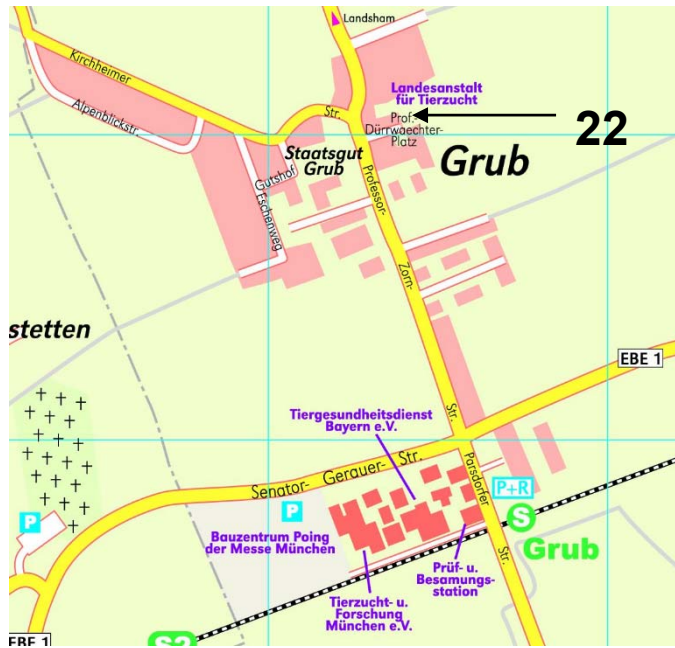 Landsham
Kirchheimer
Str.
Alpenblickstr.
Landesanstalt
für Tierzucht
Prof.-
Dürrwaechter-
Platz
22
Staatsgut
Grub
Grub
Gutshof
Eschenweg
Professor-
Zorn-
Str.
stetten
EBE 1
Tiergesundheitsdienst
Bayern e.V.
Senator- Gerauer- Str.
Parsdorfer
Str.
P+R
P
P
S
Grub
Bauzentrum Poing
der Messe München
Prüf- u.
Besamungs-
station
Tierzucht- u.
Forschung
München e.V.
EBE 1
S2